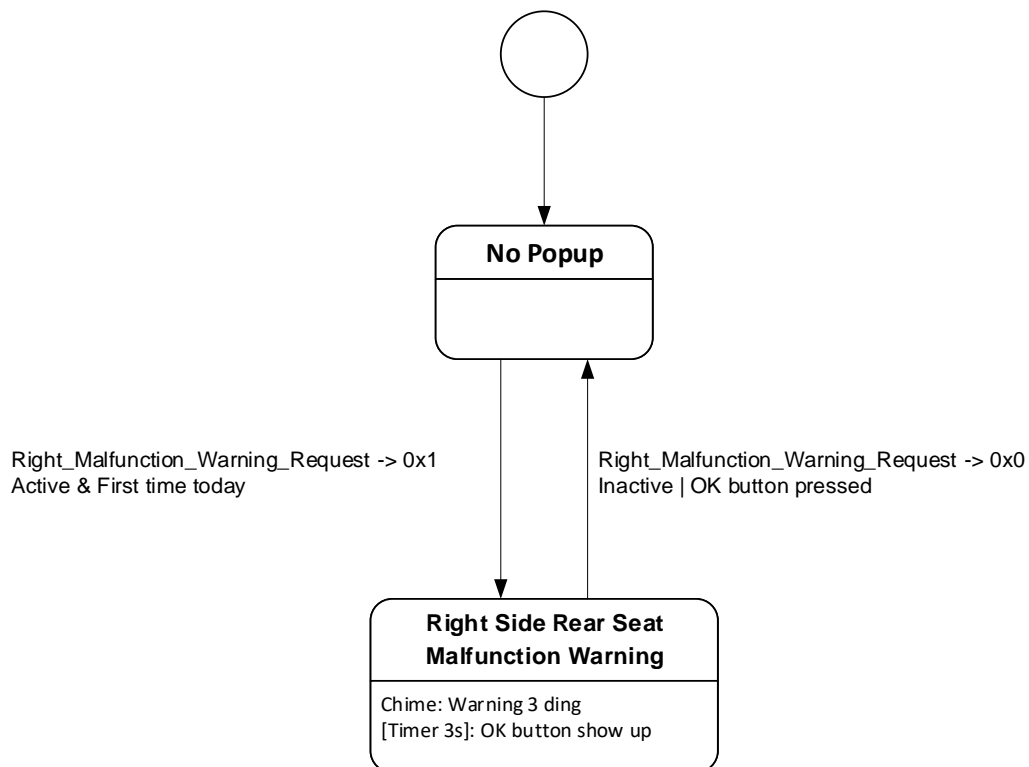 No Popup
Right_Malfunction_Warning_Request -> 0x1
Active & First time today
Right_Malfunction_Warning_Request -> 0x0
Inactive | OK button pressed
Right Side Rear Seat
Malfunction Warning
Chime: Warning 3 ding
[Timer 3s]: OK button show up